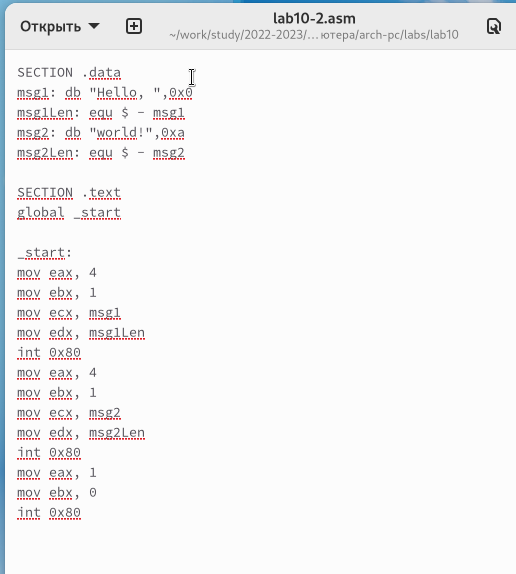 Открыть
lab10-2.asm
~/work/study/2022-2023/... ютера/arch-pc/labs/lab10
SECTION .data
msg1: db "Hello, ",0x0
msg1Len: equ $ - msg1
msg2: db "world!",0xa
msg2Len: equ $ - msg2
SECTION .text
global _start
_start:
mov eax, 4
mov ebx, 1
mov ecx, msg1
mov edx, msg1Len
int 0x80
mov eax, 4
mov ebx, 1
mov ecx, msg2
mov edx, msg2Len
int 0x80
mov eax, 1
mov ebx, 0
int 0x80